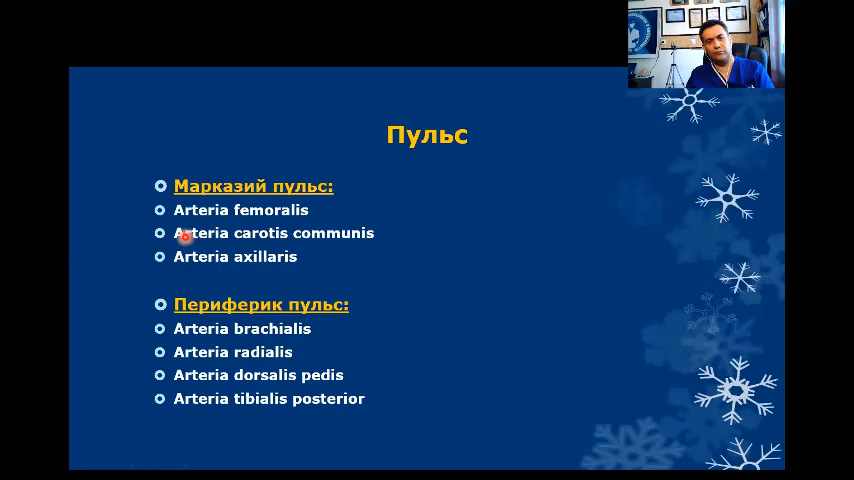 Пульс
Марказий пульс:
Arteria femoralis
Arteria carotis communis
Arteria axillaris
Периферик пульс:
Arteria brachialis
Arteria radialis
Arteria dorsalis pedis
Arteria tibialis posterior